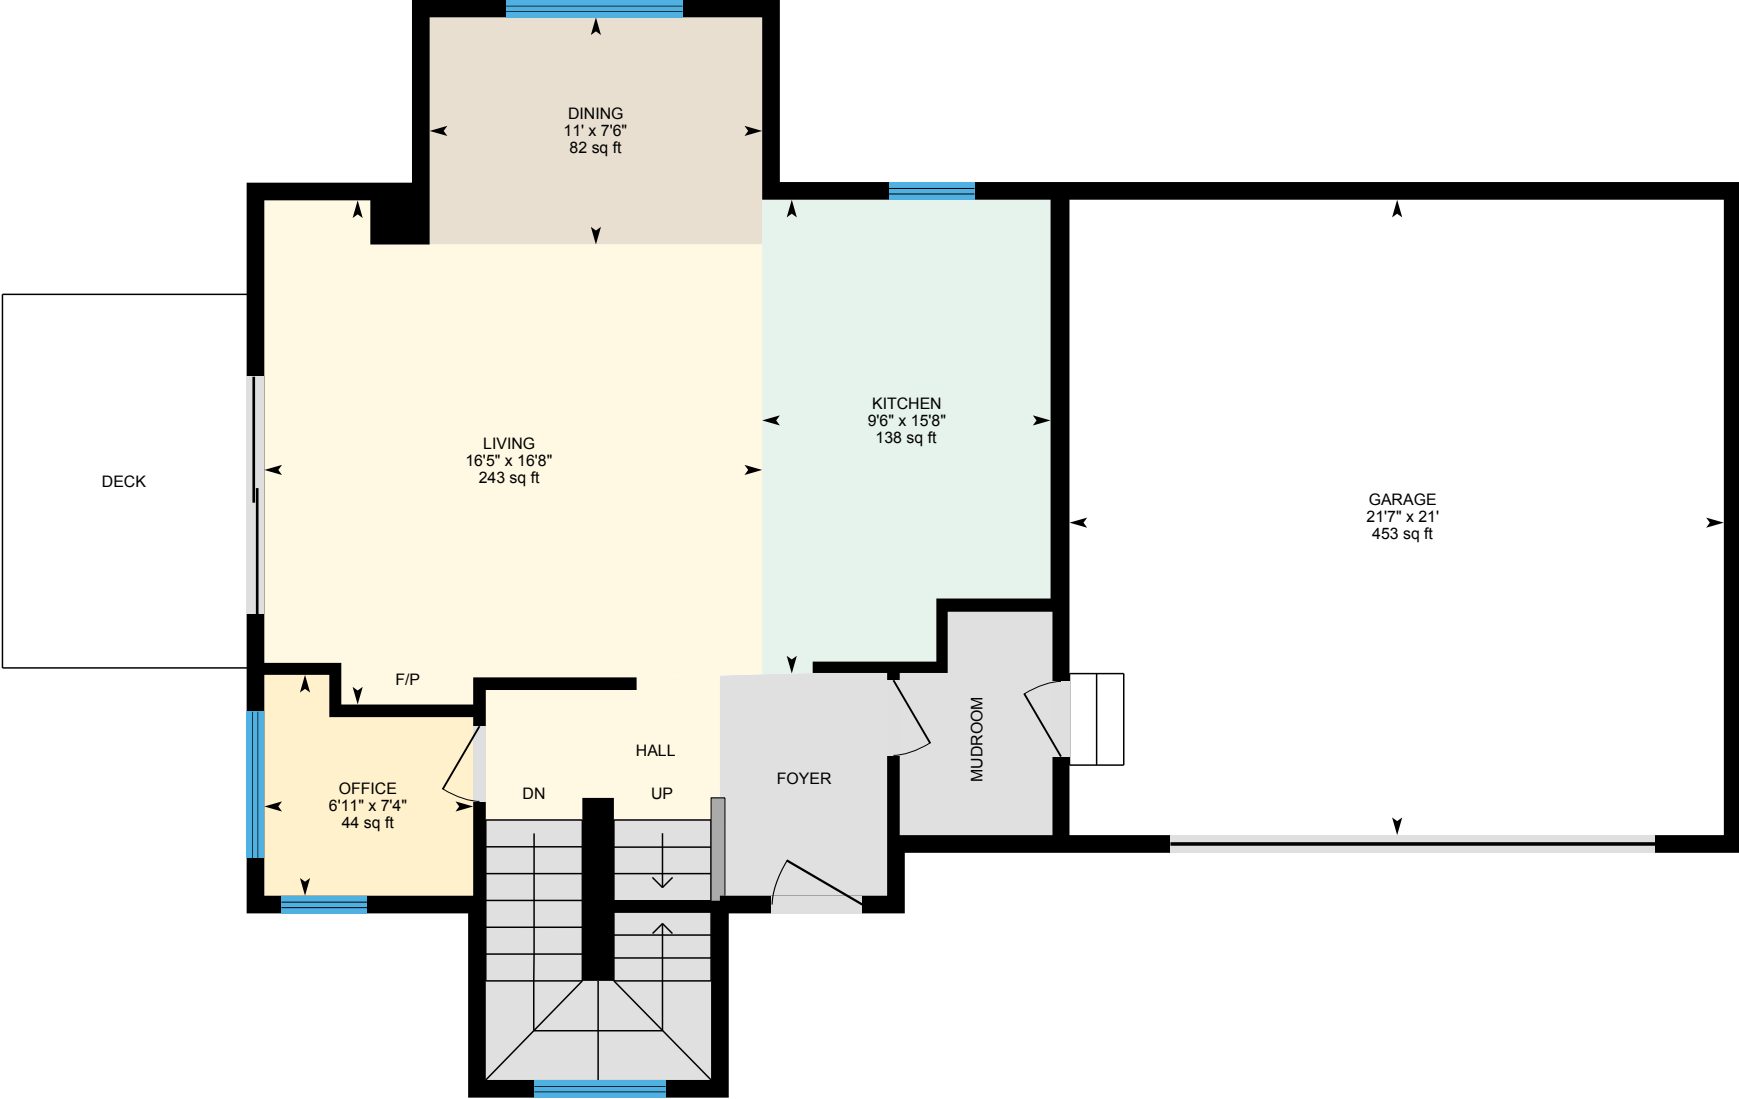 DINING
11' x 7'6"
82 sq ft
KITCHEN
9'6" x 15'8"
138 sq ft
LIVING
16'5" x 16'8"
243 sq ft
DECK
GARAGE
21'7" x 21'
453 sq ft
F/P
HALL
MUDROOM
FOYER
OFFICE
6'11" x 7'4"
44 sq ft
DN
UP